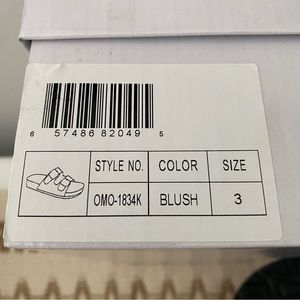 6 57486 82049 5
STYLE NO. COLOR SIZE
OMO-1834K BLUSH 3